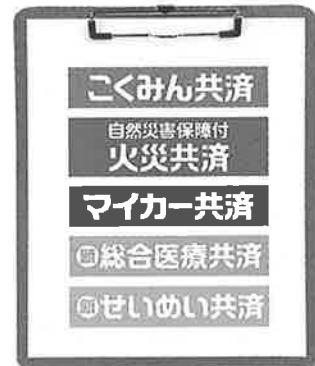 こくみん共済
自然災害保障付
火災共済
マイカー共済
総合医療共済
せいめい共済